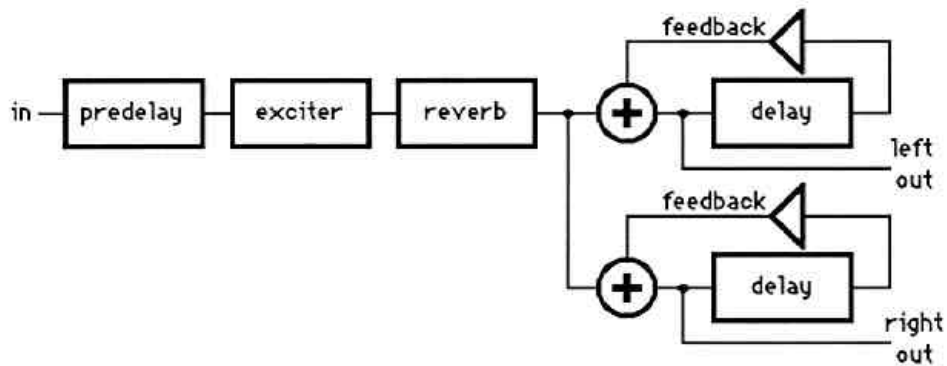 feedback
in
predelay
exciter
reverb
+
delay
left
out
feedback
+
delay
right
out